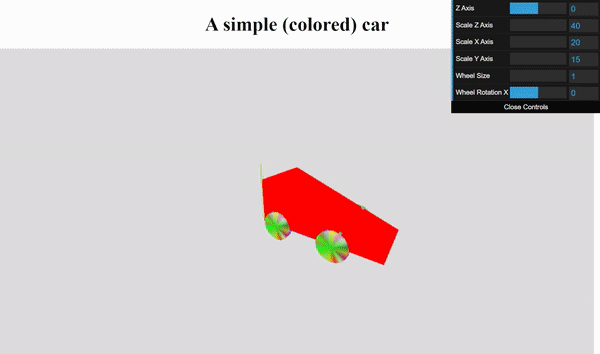 A simple (colored) car
Z Axis 0
Scale Z Axis 40
Scale X Axis 20
Scale Y Axis 15
Wheel Size 1
Wheel Rotation X 0
Close Controls